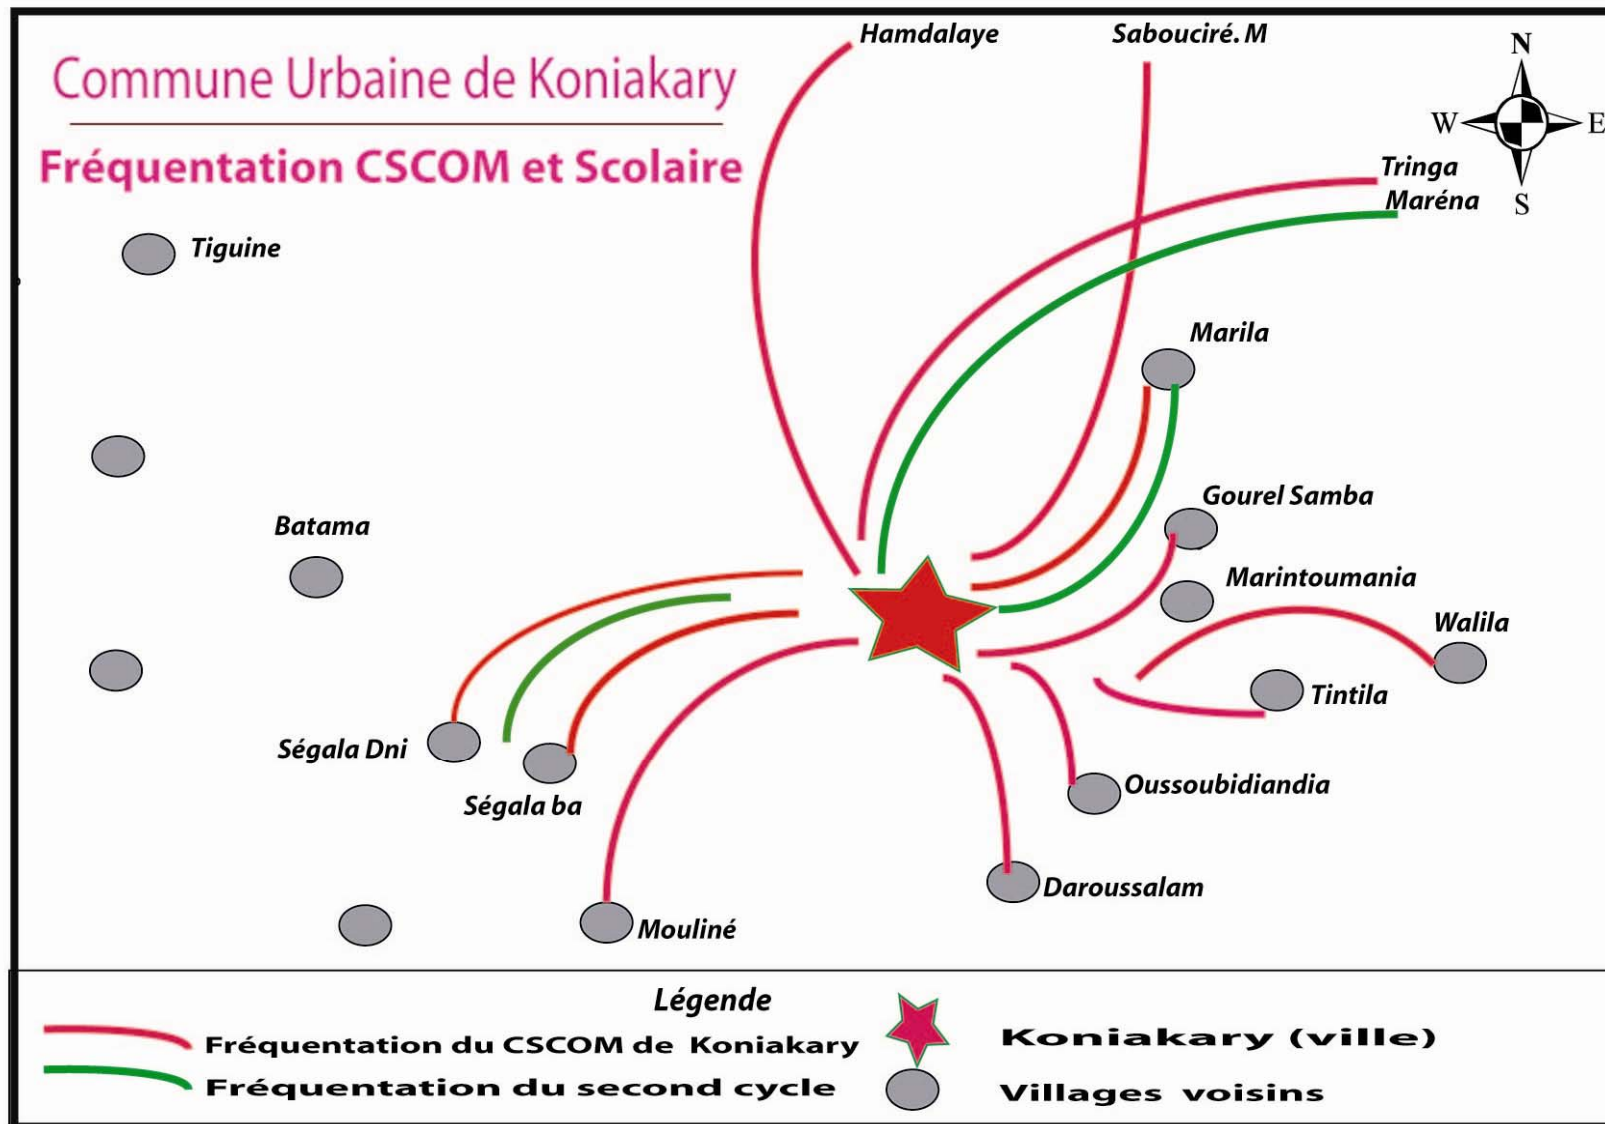 Commune Urbaine de Koniakary
Fréquentation CSCOM et Scolaire
Hamdalaye
Sabouciré. M
N
W
E
S
Tringa
Maréna
Tiguine
Marila
Gourel Samba
Batama
Marintoumania
Walila
Tintila
Ségala Dni
Ségala ba
Oussoubidiandia
Daroussalam
Mouliné
Légende
Fréquentation du CSCOM de Koniakary
Koniakary (ville)
Fréquentation du second cycle
Villages voisins